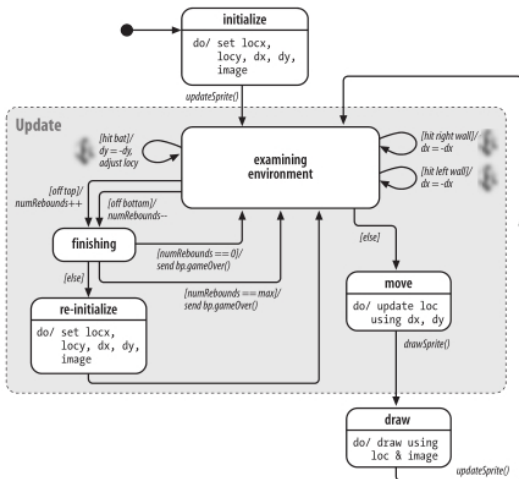 initialize
do/ set locx,
locy, dx, dy,
image
updateSprite()
Update
[hit bat]/
dy = -dy,
adjust locy
examining
environment
[hit right wall]/
dx = -dx
[hit left wall]/
dx = -dx
[off top]/
numRebounds++
[off bottom]/
numRebounds--
finishing
[numRebounds == 0]/
send bp.gameOver()
[else]
[else]
[numRebounds == max]/
send bp.gameOver()
move
do/ update loc
using dx, dy
re-initialize
do/ set locx,
locy, dx, dy,
image
drawSprite()
draw
do/ draw using
loc & image
updateSprite()